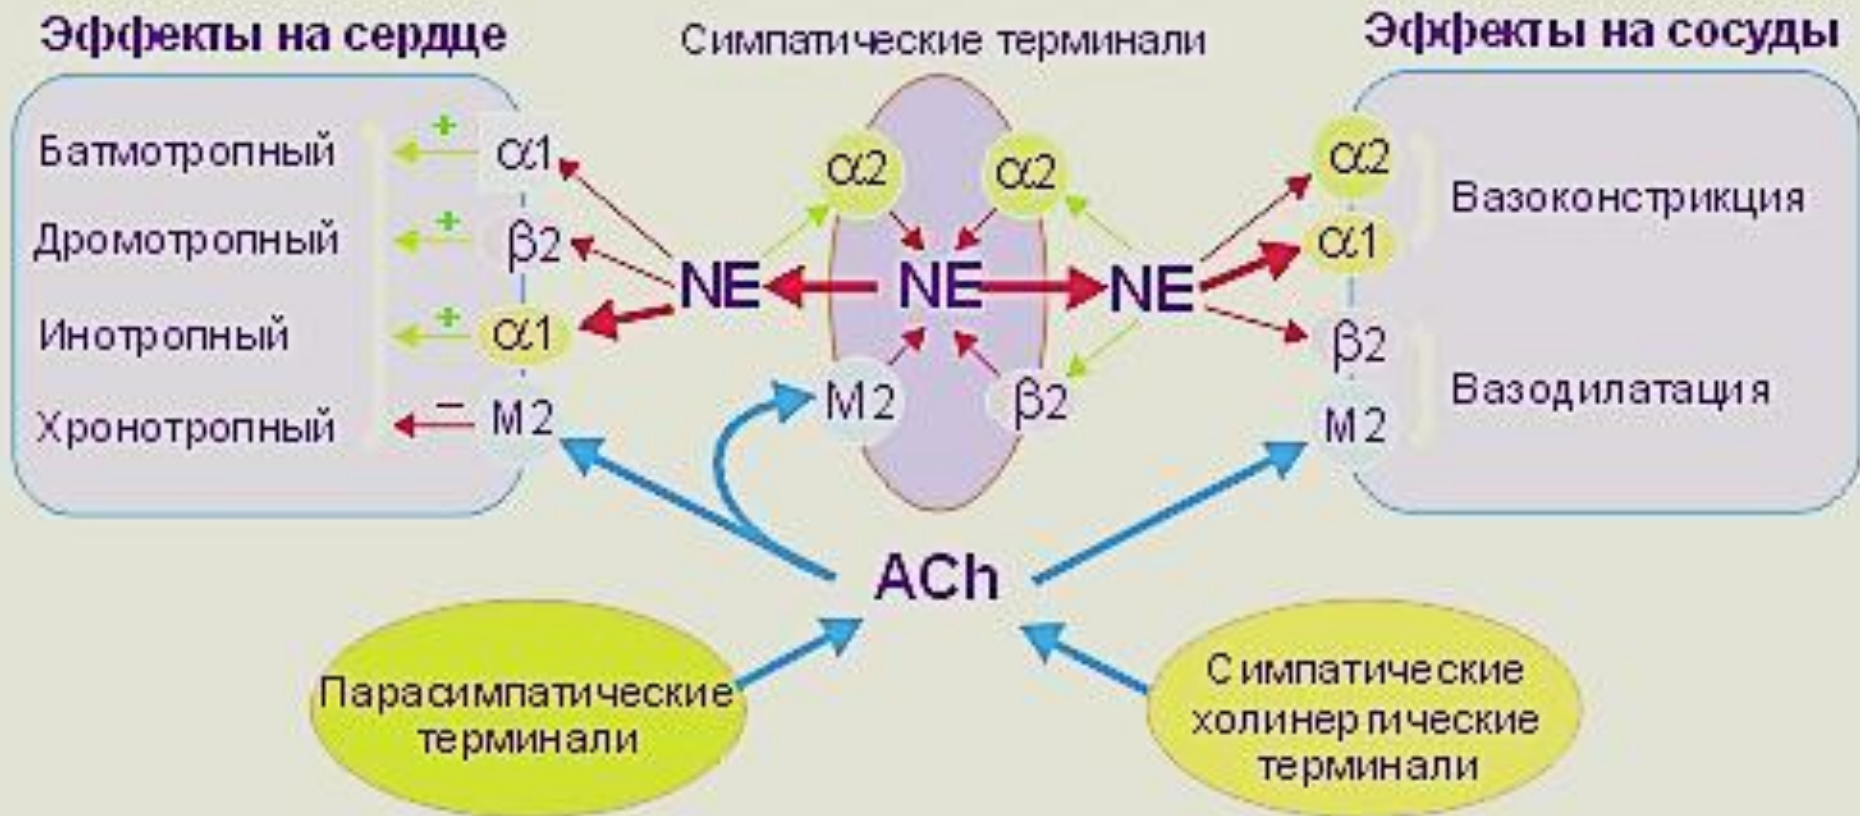 Эффекты на сердце
Симпатические терминали
Эффекты на сосуды
Батмотропный
+
α1
Дромотропный
+
β2
Инотропный
+
α1
Хронотропный
−
M2
NE
α2
α2
NE
M2
β2
NE
α2
α1
Вазоконстрикция
β2
M2
Вазодилатация
ACh
Парасимпатические
терминали
Симпатические
холинергические
терминали